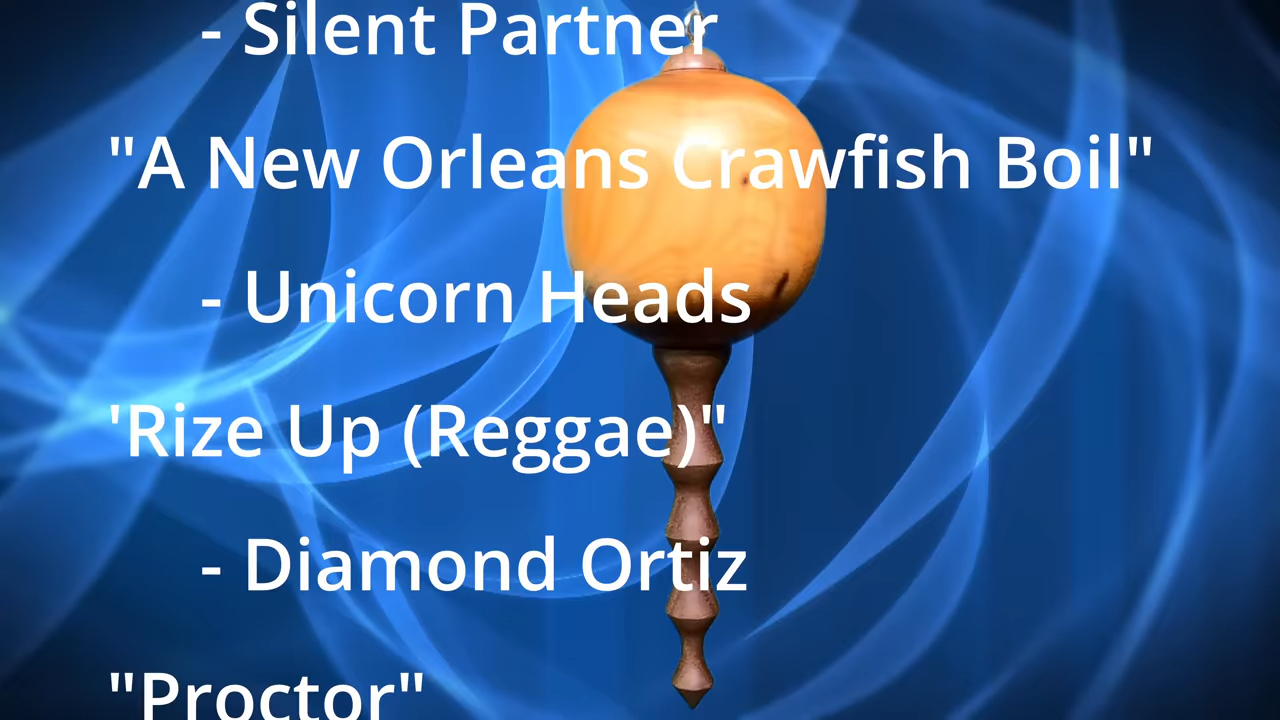 - Silent Partner
"A New Orleans Crawfish Boil"
- Unicorn Heads
'Rize Up (Reggae)"
- Diamond Ortiz
"Proctor"